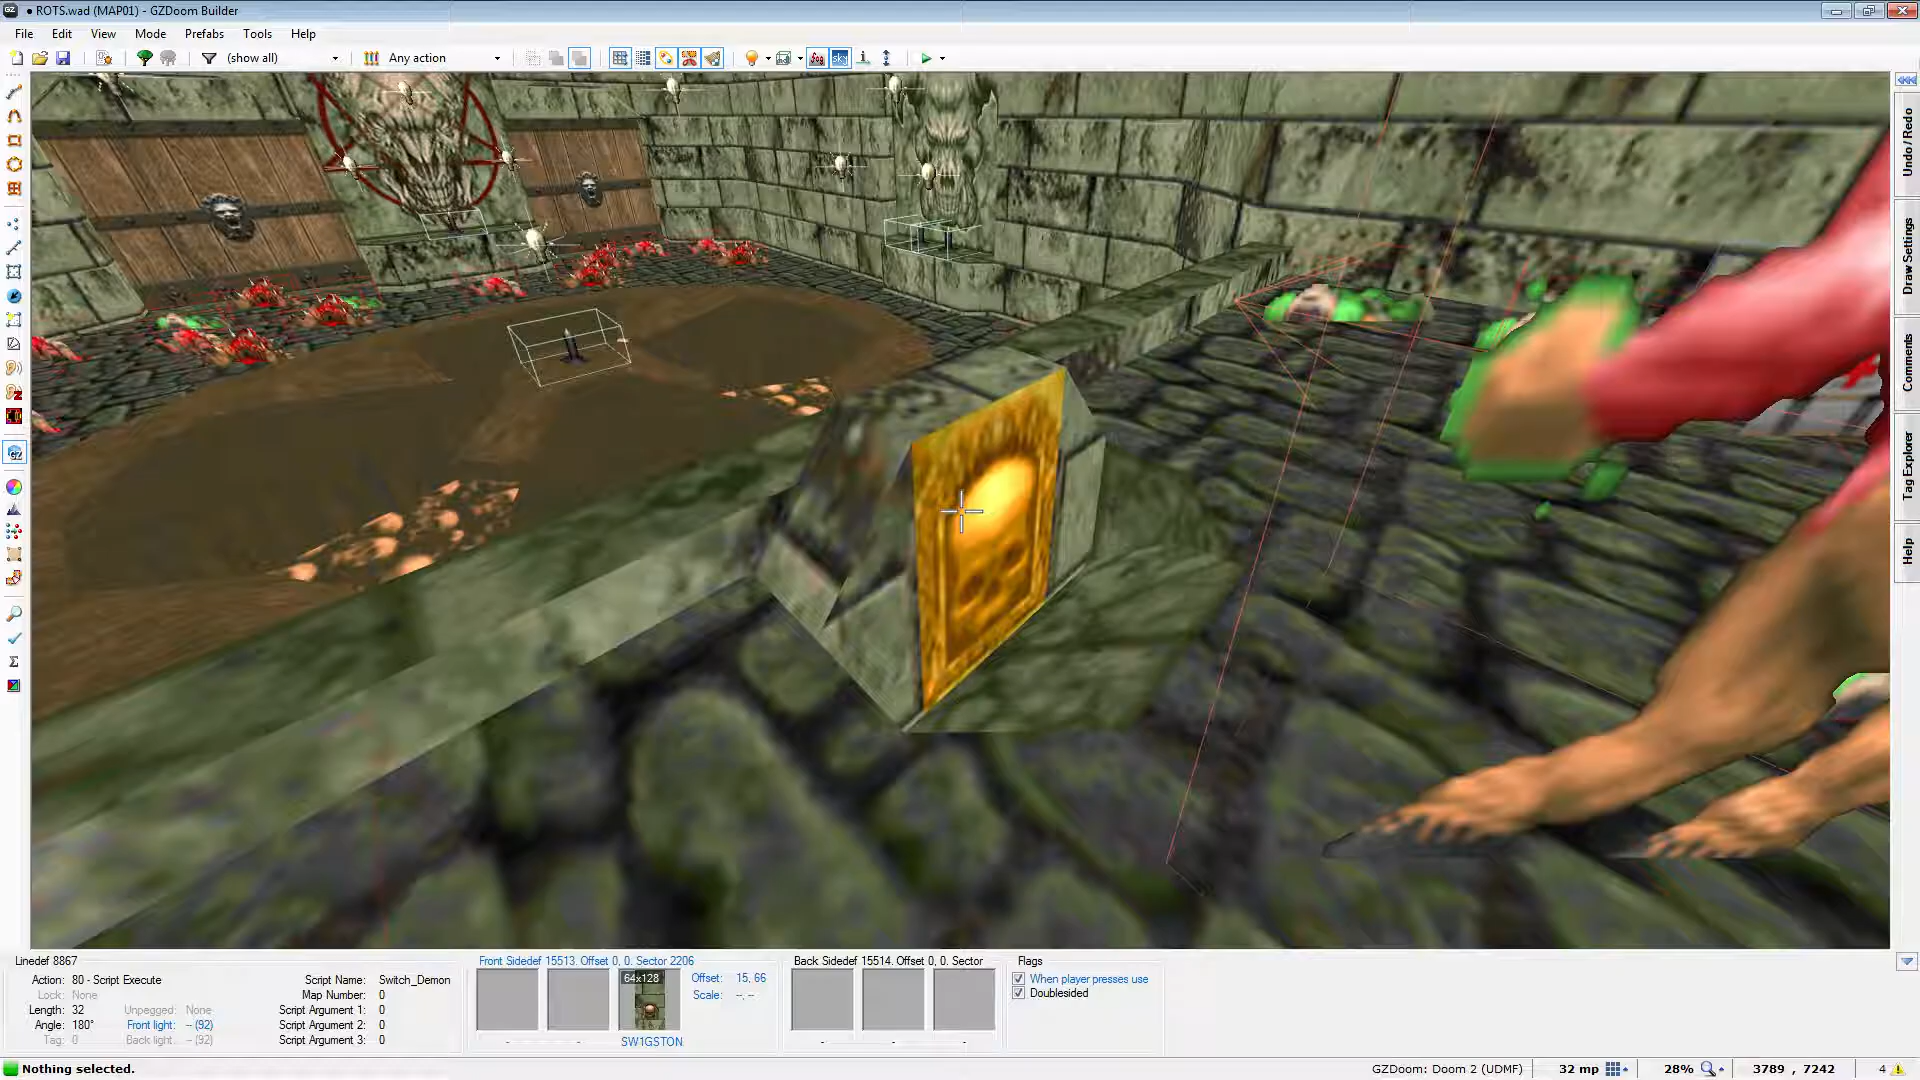 • ROTS.wad (MAP01) - GZDoom Builder
File Edit View Mode Prefabs Tools Help
(show all) Any action
Undo / Redo
Draw Settings
Comments
Tag Explorer
Help
Linedef 8867
Action: 80 - Script Execute
Lock: None
Length: 32
Angle: 180°
Tag: 0
Unpegged: None
Front light: -- (92)
Back light: -- (92)
Script Name: Switch_Demon
Map Number: 0
Script Argument 1: 0
Script Argument 2: 0
Script Argument 3: 0
Front Sidedef 15513. Offset 0, 0. Sector 2206
64x128
Offset: 15, 66
Scale: --, --
SW1GSTON
Back Sidedef 15514. Offset 0, 0. Sector
Flags
When player presses use
Doublesided
Nothing selected.
GZDoom: Doom 2 (UDMF) 32 mp 28% 3789 , 7242 4